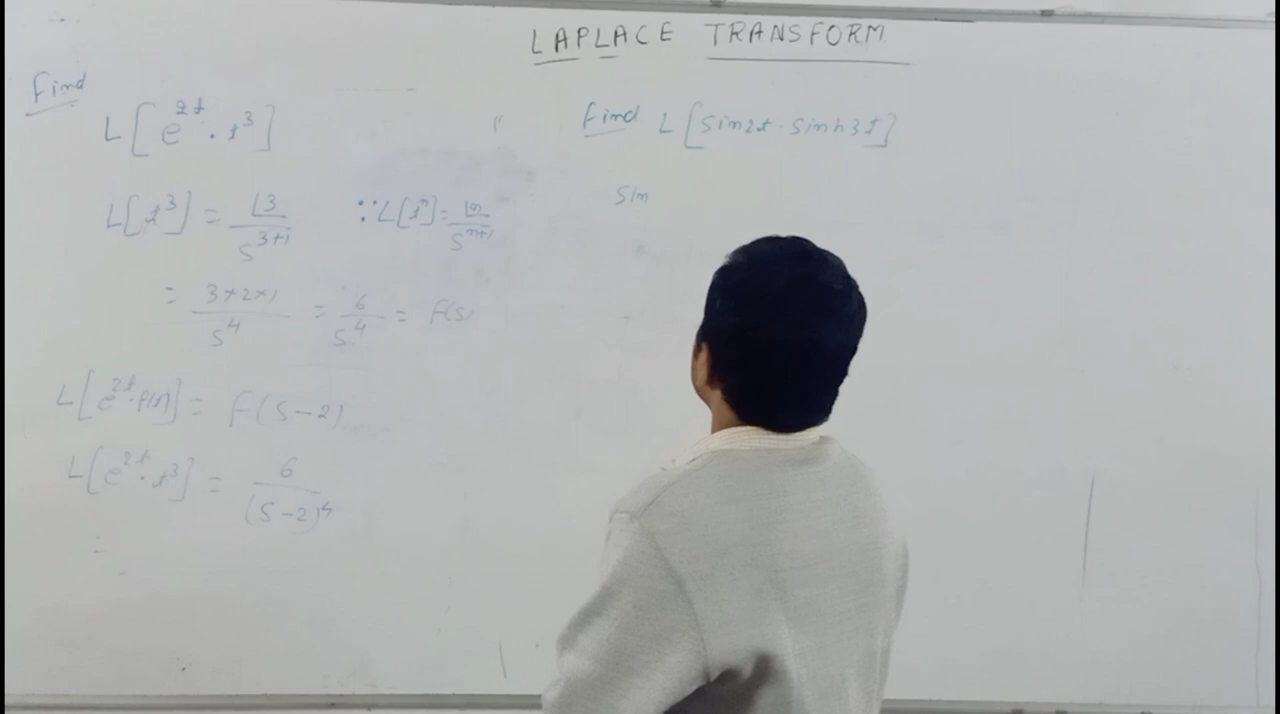 LAPLACE TRANSFORM
Find
L[e^{2t} · t^3]
L[t^3] = ⌊3 / s^{3+1} ∵ L[t^n] = ⌊n / s^{n+1}
= 3×2×1 / s^4 = 6 / s^4 = F(s)
L[e^{2t} · f(t)] = F(s-2)
L[e^{2t} · t^3] = 6 / (s-2)^4
=
Find L[sin2t · sinh3t]
sin